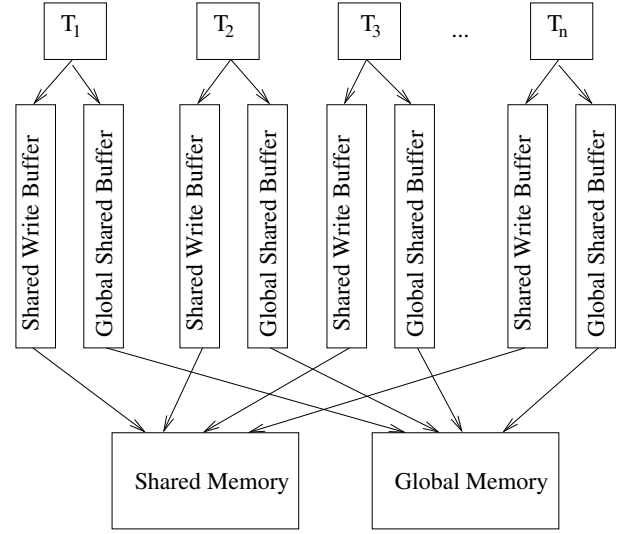 T1 T2 T3 ... Tn
Shared Write Buffer
Global Shared Buffer
Shared Write Buffer
Global Shared Buffer
Shared Write Buffer
Global Shared Buffer
Shared Write Buffer
Global Shared Buffer
Shared Memory
Global Memory